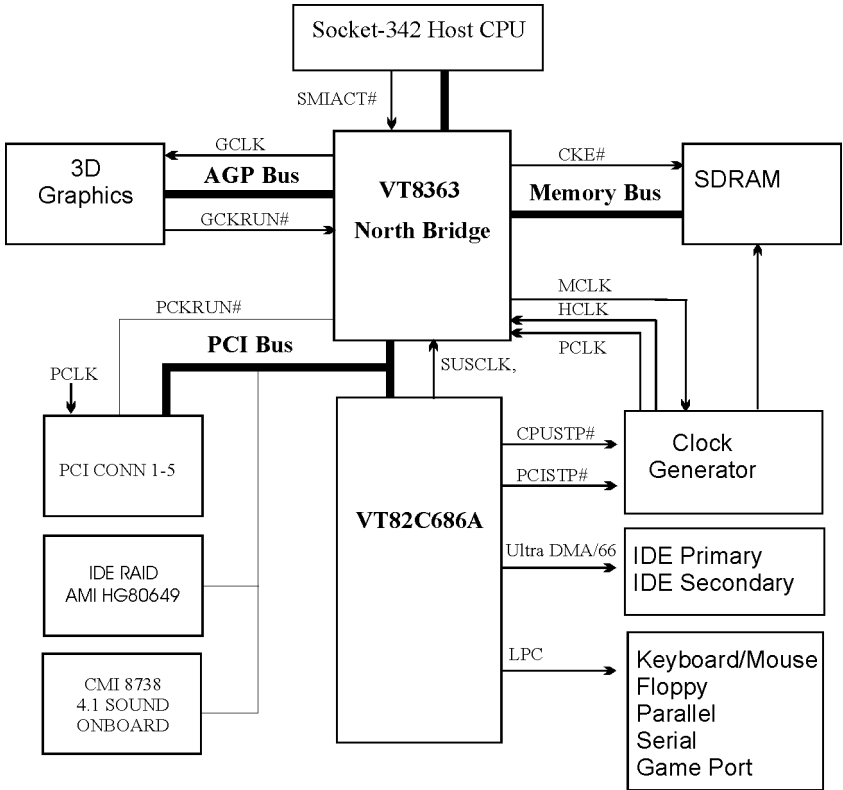 Socket-342 Host CPU
SMIACT#
GCLK
3D
Graphics
AGP Bus
GCKRUN#
VT8363
North Bridge
CKE#
Memory Bus
SDRAM
MCLK
HCLK
PCLK
PCKRUN#
PCI Bus
PCLK
SUSCLK,
PCI CONN 1-5
IDE RAID
AMI HG80649
CMI 8738
4.1 SOUND
ONBOARD
VT82C686A
CPUSTP#
PCISTP#
Clock
Generator
Ultra DMA/66
IDE Primary
IDE Secondary
LPC
Keyboard/Mouse
Floppy
Parallel
Serial
Game Port